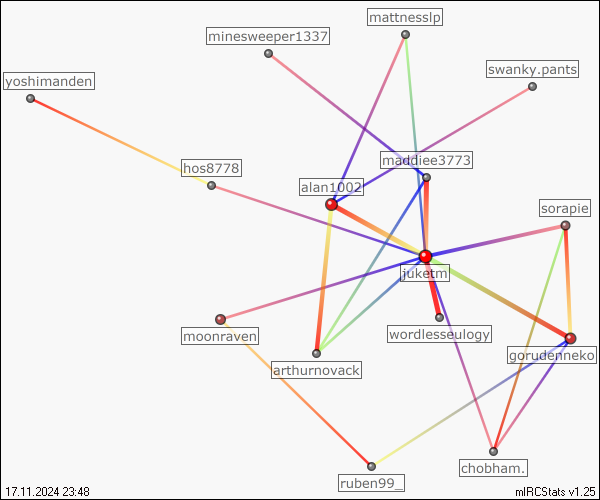 mattnesslp
minesweeper1337
swanky.pants
yoshimanden
maddiee3773
hos8778
alan1002
sorapie
juketm
moonraven
wordlesseulogy
gorudenneko
arthurnovack
chobham.
ruben99_
17.11.2024 23:48
mIRCStats v1.25